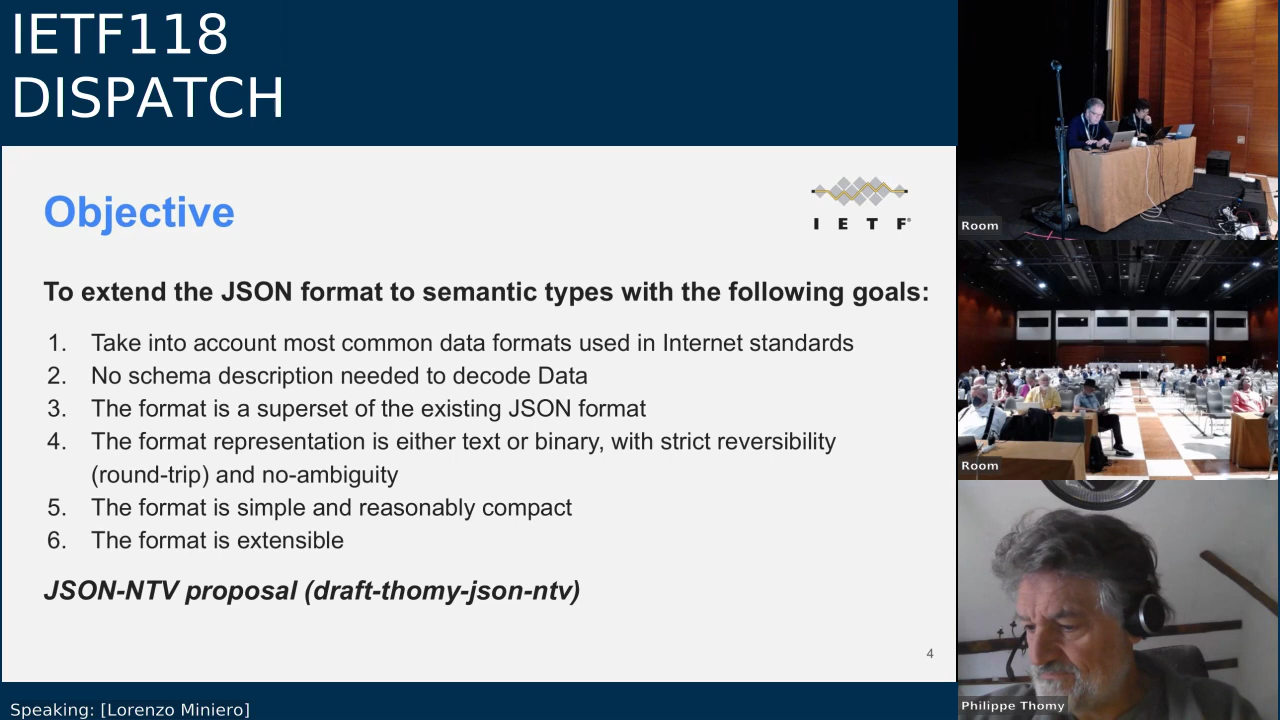 IETF118
DISPATCH
Objective
I E T F®
To extend the JSON format to semantic types with the following goals:
1. Take into account most common data formats used in Internet standards
2. No schema description needed to decode Data
3. The format is a superset of the existing JSON format
4. The format representation is either text or binary, with strict reversibility
(round-trip) and no-ambiguity
5. The format is simple and reasonably compact
6. The format is extensible
JSON-NTV proposal (draft-thomy-json-ntv)
4
Speaking: [Lorenzo Miniero]
Room
Room
Philippe Thomy